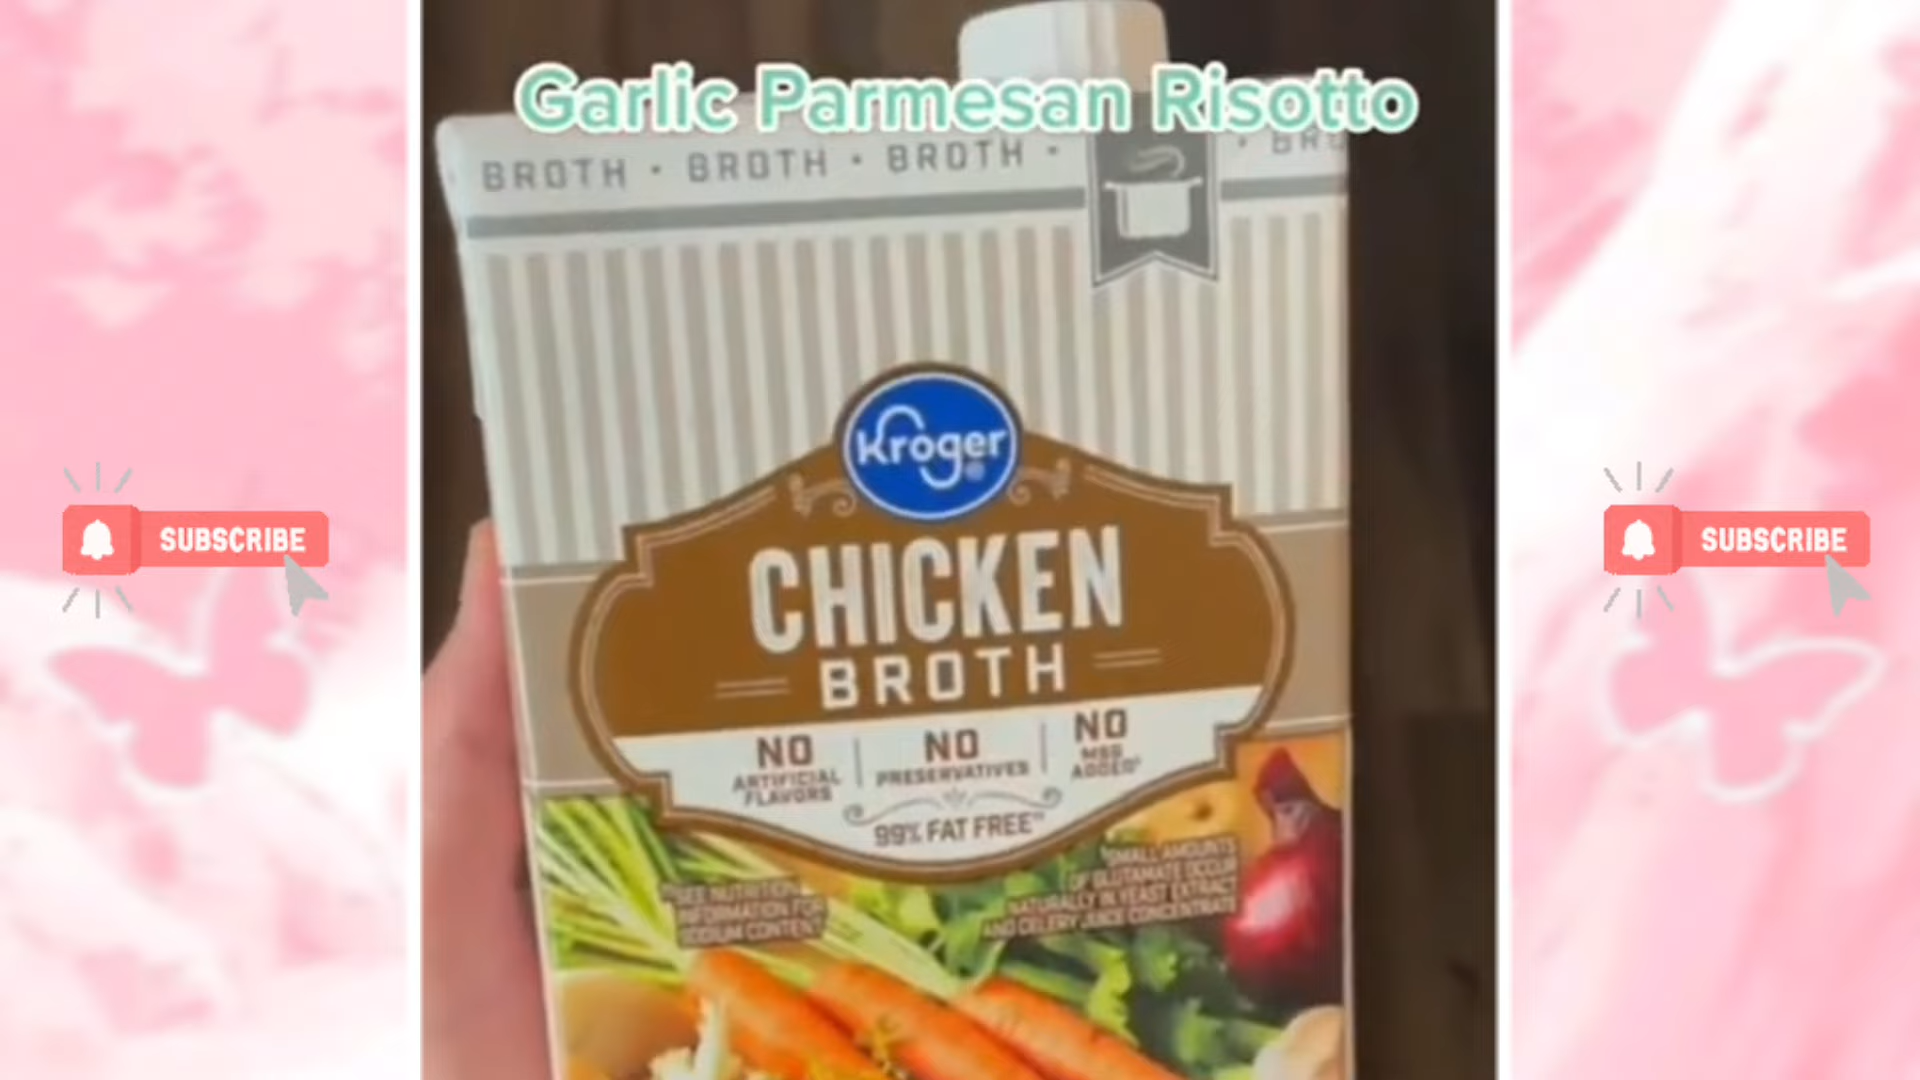 Garlic Parmesan Risotto
BROTH · BROTH · BROTH ·
· BRO
Kroger
CHICKEN
BROTH
NO
ARTIFICIAL
FLAVORS
NO
PRESERVATIVES
NO
MSG
ADDED*
99% FAT FREE**
**SEE NUTRITION
INFORMATION FOR
SODIUM CONTENT
*SMALL AMOUNTS
OF GLUTAMATE OCCUR
NATURALLY IN YEAST EXTRACT
AND CELERY JUICE CONCENTRATE
SUBSCRIBE
SUBSCRIBE